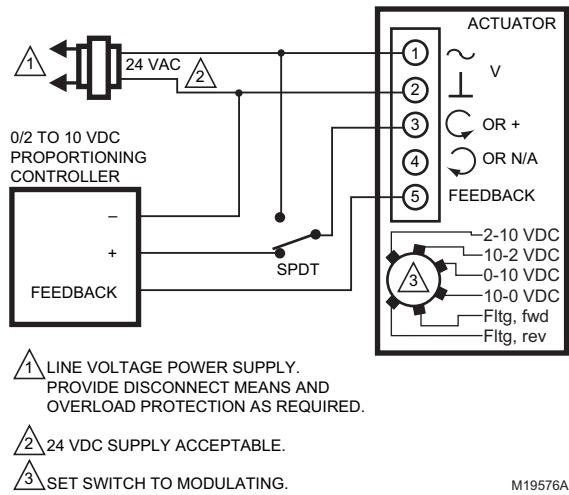 ACTUATOR
1
24 VAC
2
1
V
2
3
OR +
4
OR N/A
5
FEEDBACK
0/2 TO 10 VDC
PROPORTIONING
CONTROLLER
–
+
FEEDBACK
SPDT
3
2-10 VDC
10-2 VDC
0-10 VDC
10-0 VDC
Fltg, fwd
Fltg, rev
1 LINE VOLTAGE POWER SUPPLY.
PROVIDE DISCONNECT MEANS AND
OVERLOAD PROTECTION AS REQUIRED.
2 24 VDC SUPPLY ACCEPTABLE.
3 SET SWITCH TO MODULATING.
M19576A